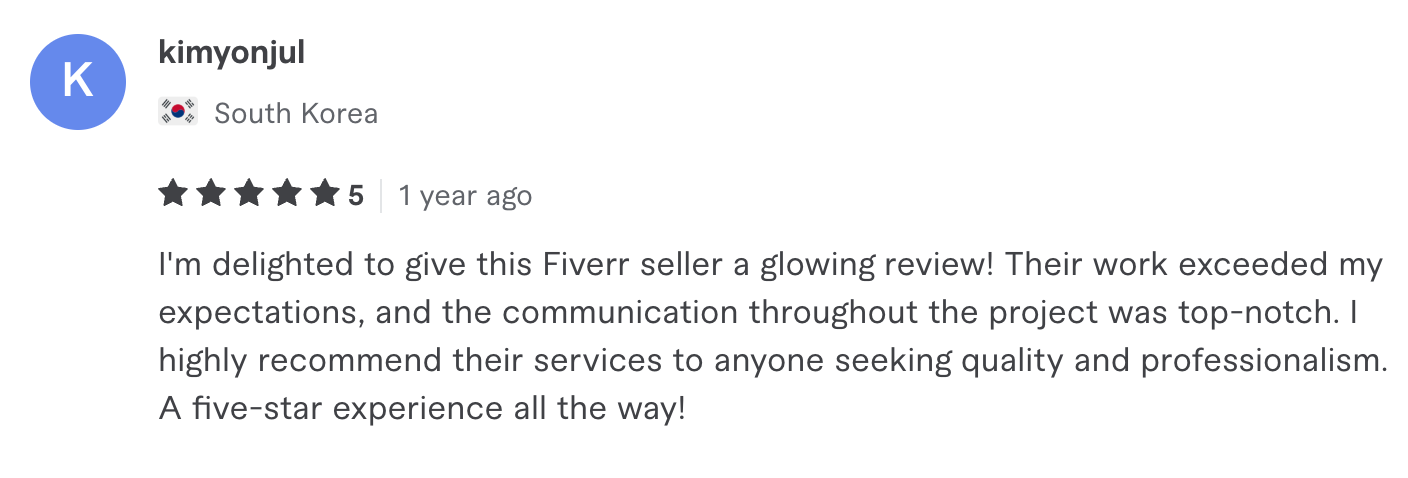 K
kimyonjul
South Korea
5 1 year ago
I'm delighted to give this Fiverr seller a glowing review! Their work exceeded my
expectations, and the communication throughout the project was top-notch. I
highly recommend their services to anyone seeking quality and professionalism.
A five-star experience all the way!